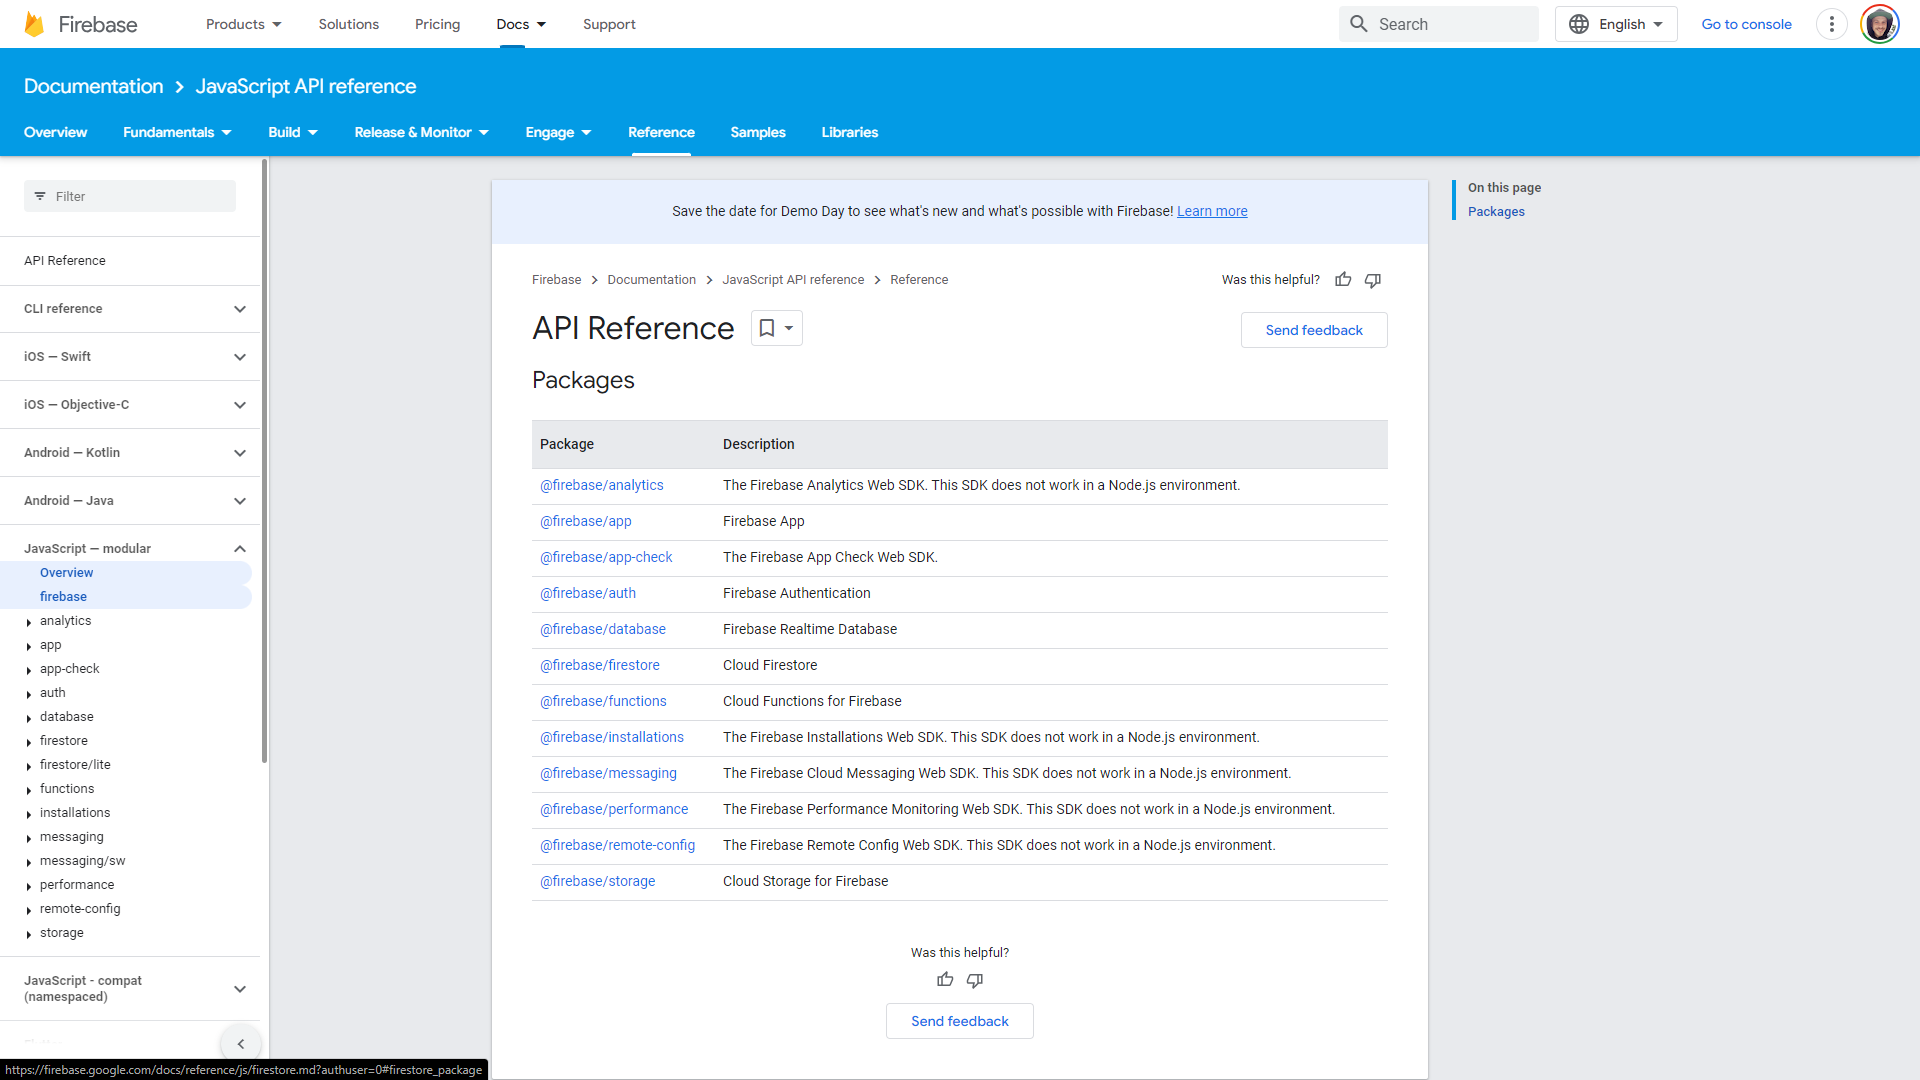 Firebase
Products
Solutions
Pricing
Docs
Support
Search
English
Go to console
Documentation
JavaScript API reference
Overview
Fundamentals
Build
Release & Monitor
Engage
Reference
Samples
Libraries
Filter
API Reference
CLI reference
iOS — Swift
iOS — Objective-C
Android — Kotlin
Android — Java
JavaScript — modular
Overview
firebase
analytics
app
app-check
auth
database
firestore
firestore/lite
functions
installations
messaging
messaging/sw
performance
remote-config
storage
JavaScript - compat
(namespaced)
https://firebase.google.com/docs/reference/js/firestore.md?authuser=0#firestore_package
Save the date for Demo Day to see what's new and what's possible with Firebase! Learn more
Firebase
Documentation
JavaScript API reference
Reference
Was this helpful?
API Reference
Send feedback
Packages
Package Description
@firebase/analytics The Firebase Analytics Web SDK. This SDK does not work in a Node.js environment.
@firebase/app Firebase App
@firebase/app-check The Firebase App Check Web SDK.
@firebase/auth Firebase Authentication
@firebase/database Firebase Realtime Database
@firebase/firestore Cloud Firestore
@firebase/functions Cloud Functions for Firebase
@firebase/installations The Firebase Installations Web SDK. This SDK does not work in a Node.js environment.
@firebase/messaging The Firebase Cloud Messaging Web SDK. This SDK does not work in a Node.js environment.
@firebase/performance The Firebase Performance Monitoring Web SDK. This SDK does not work in a Node.js environment.
@firebase/remote-config The Firebase Remote Config Web SDK. This SDK does not work in a Node.js environment.
@firebase/storage Cloud Storage for Firebase
Was this helpful?
Send feedback
On this page
Packages